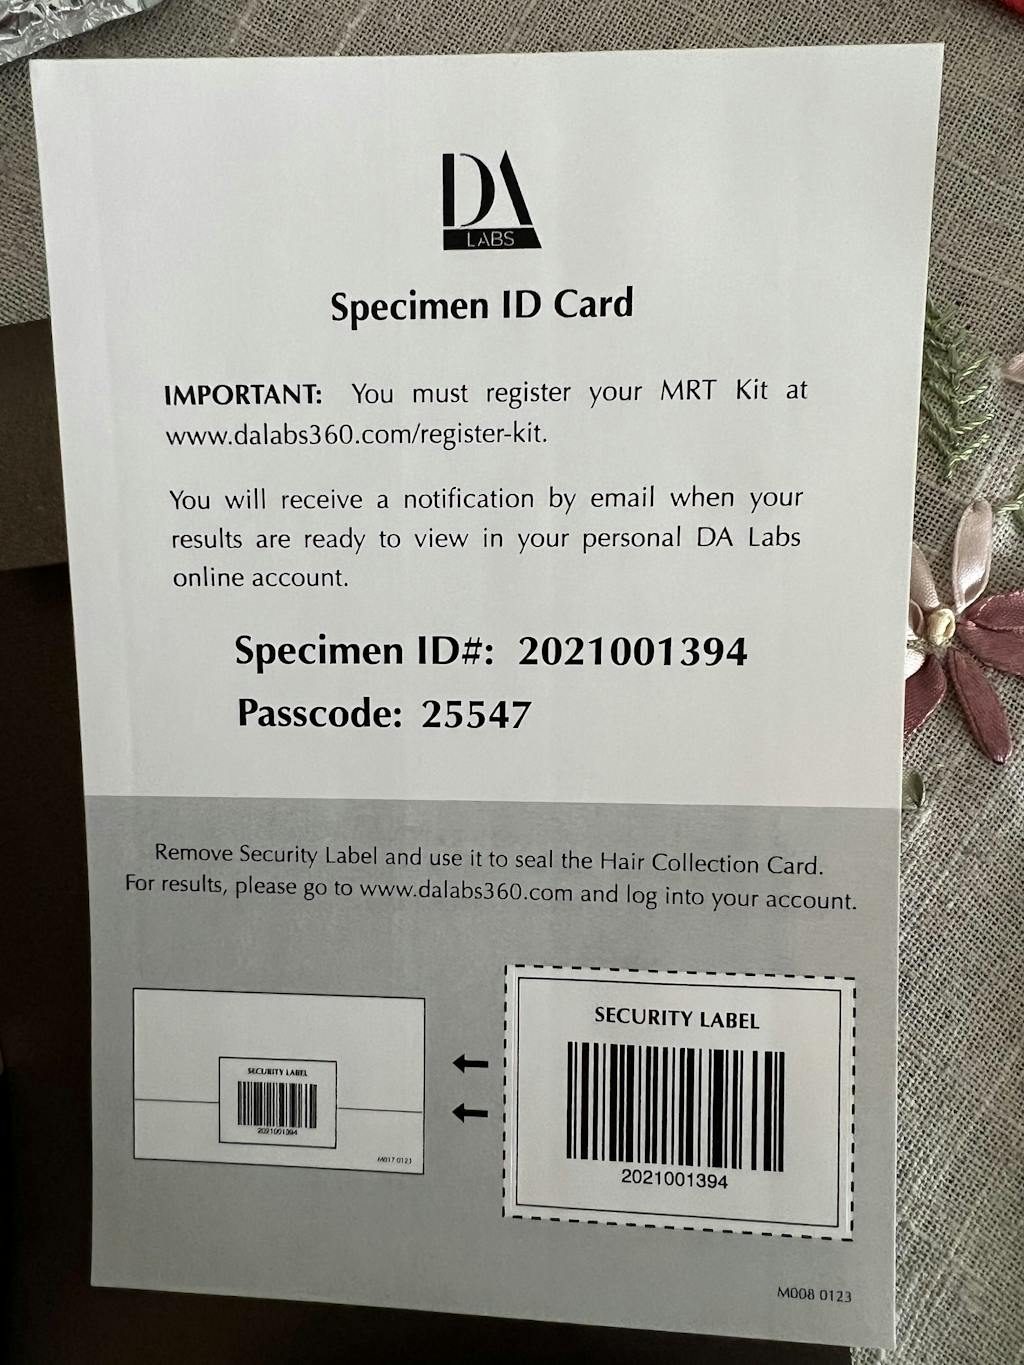 DA
LABS
Specimen ID Card
IMPORTANT: You must register your MRT Kit at
www.dalabs360.com/register-kit.
You will receive a notification by email when your
results are ready to view in your personal DA Labs
online account.
Specimen ID#: 2021001394
Passcode: 25547
Remove Security Label and use it to seal the Hair Collection Card.
For results, please go to www.dalabs360.com and log into your account.
SECURITY LABEL
2021001394
M017 0123
SECURITY LABEL
2021001394
M008 0123